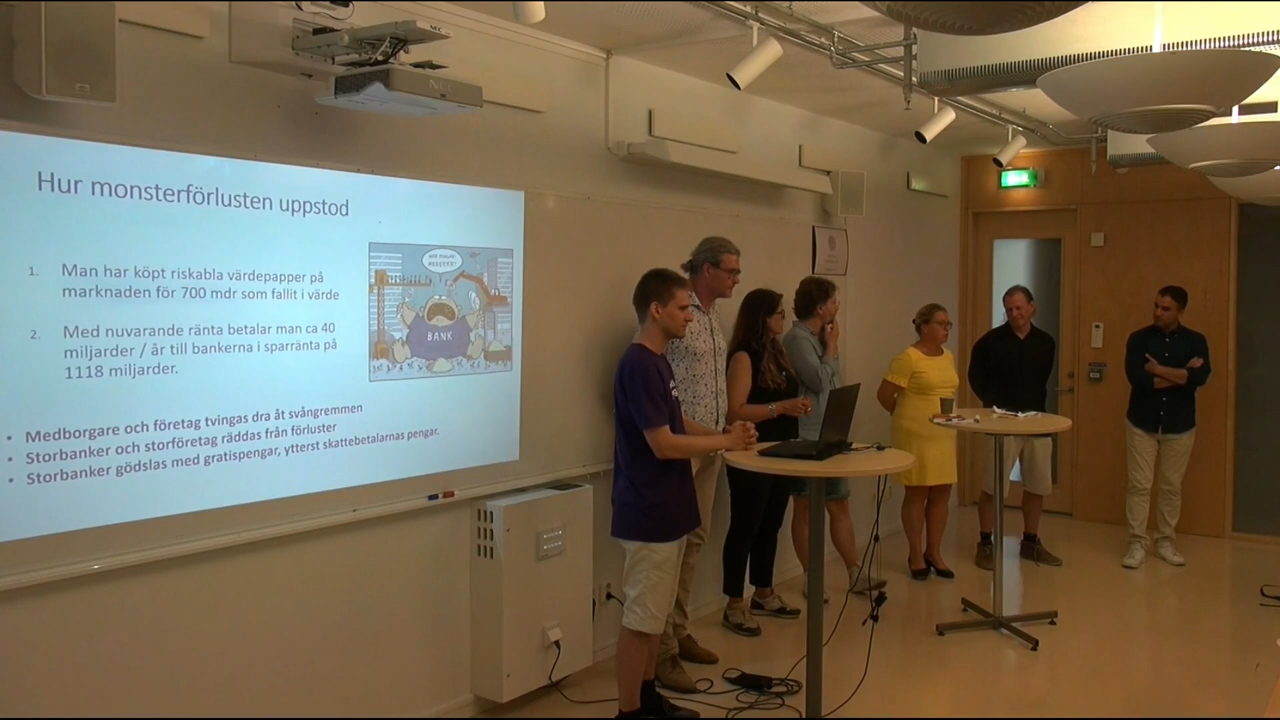 NEC
Hur monsterförlusten uppstod
1. Man har köpt riskabla värdepapper på
marknaden för 700 mdr som fallit i värde
2. Med nuvarande ränta betalar man ca 40
miljarder / år till bankerna i sparränta på
1118 miljarder.
BANK
• Medborgare och företag tvingas dra åt svångremmen
• Storbanker och storföretag räddas från förluster
• Storbanker gödslas med gratispengar, ytterst skattebetalarnas pengar.